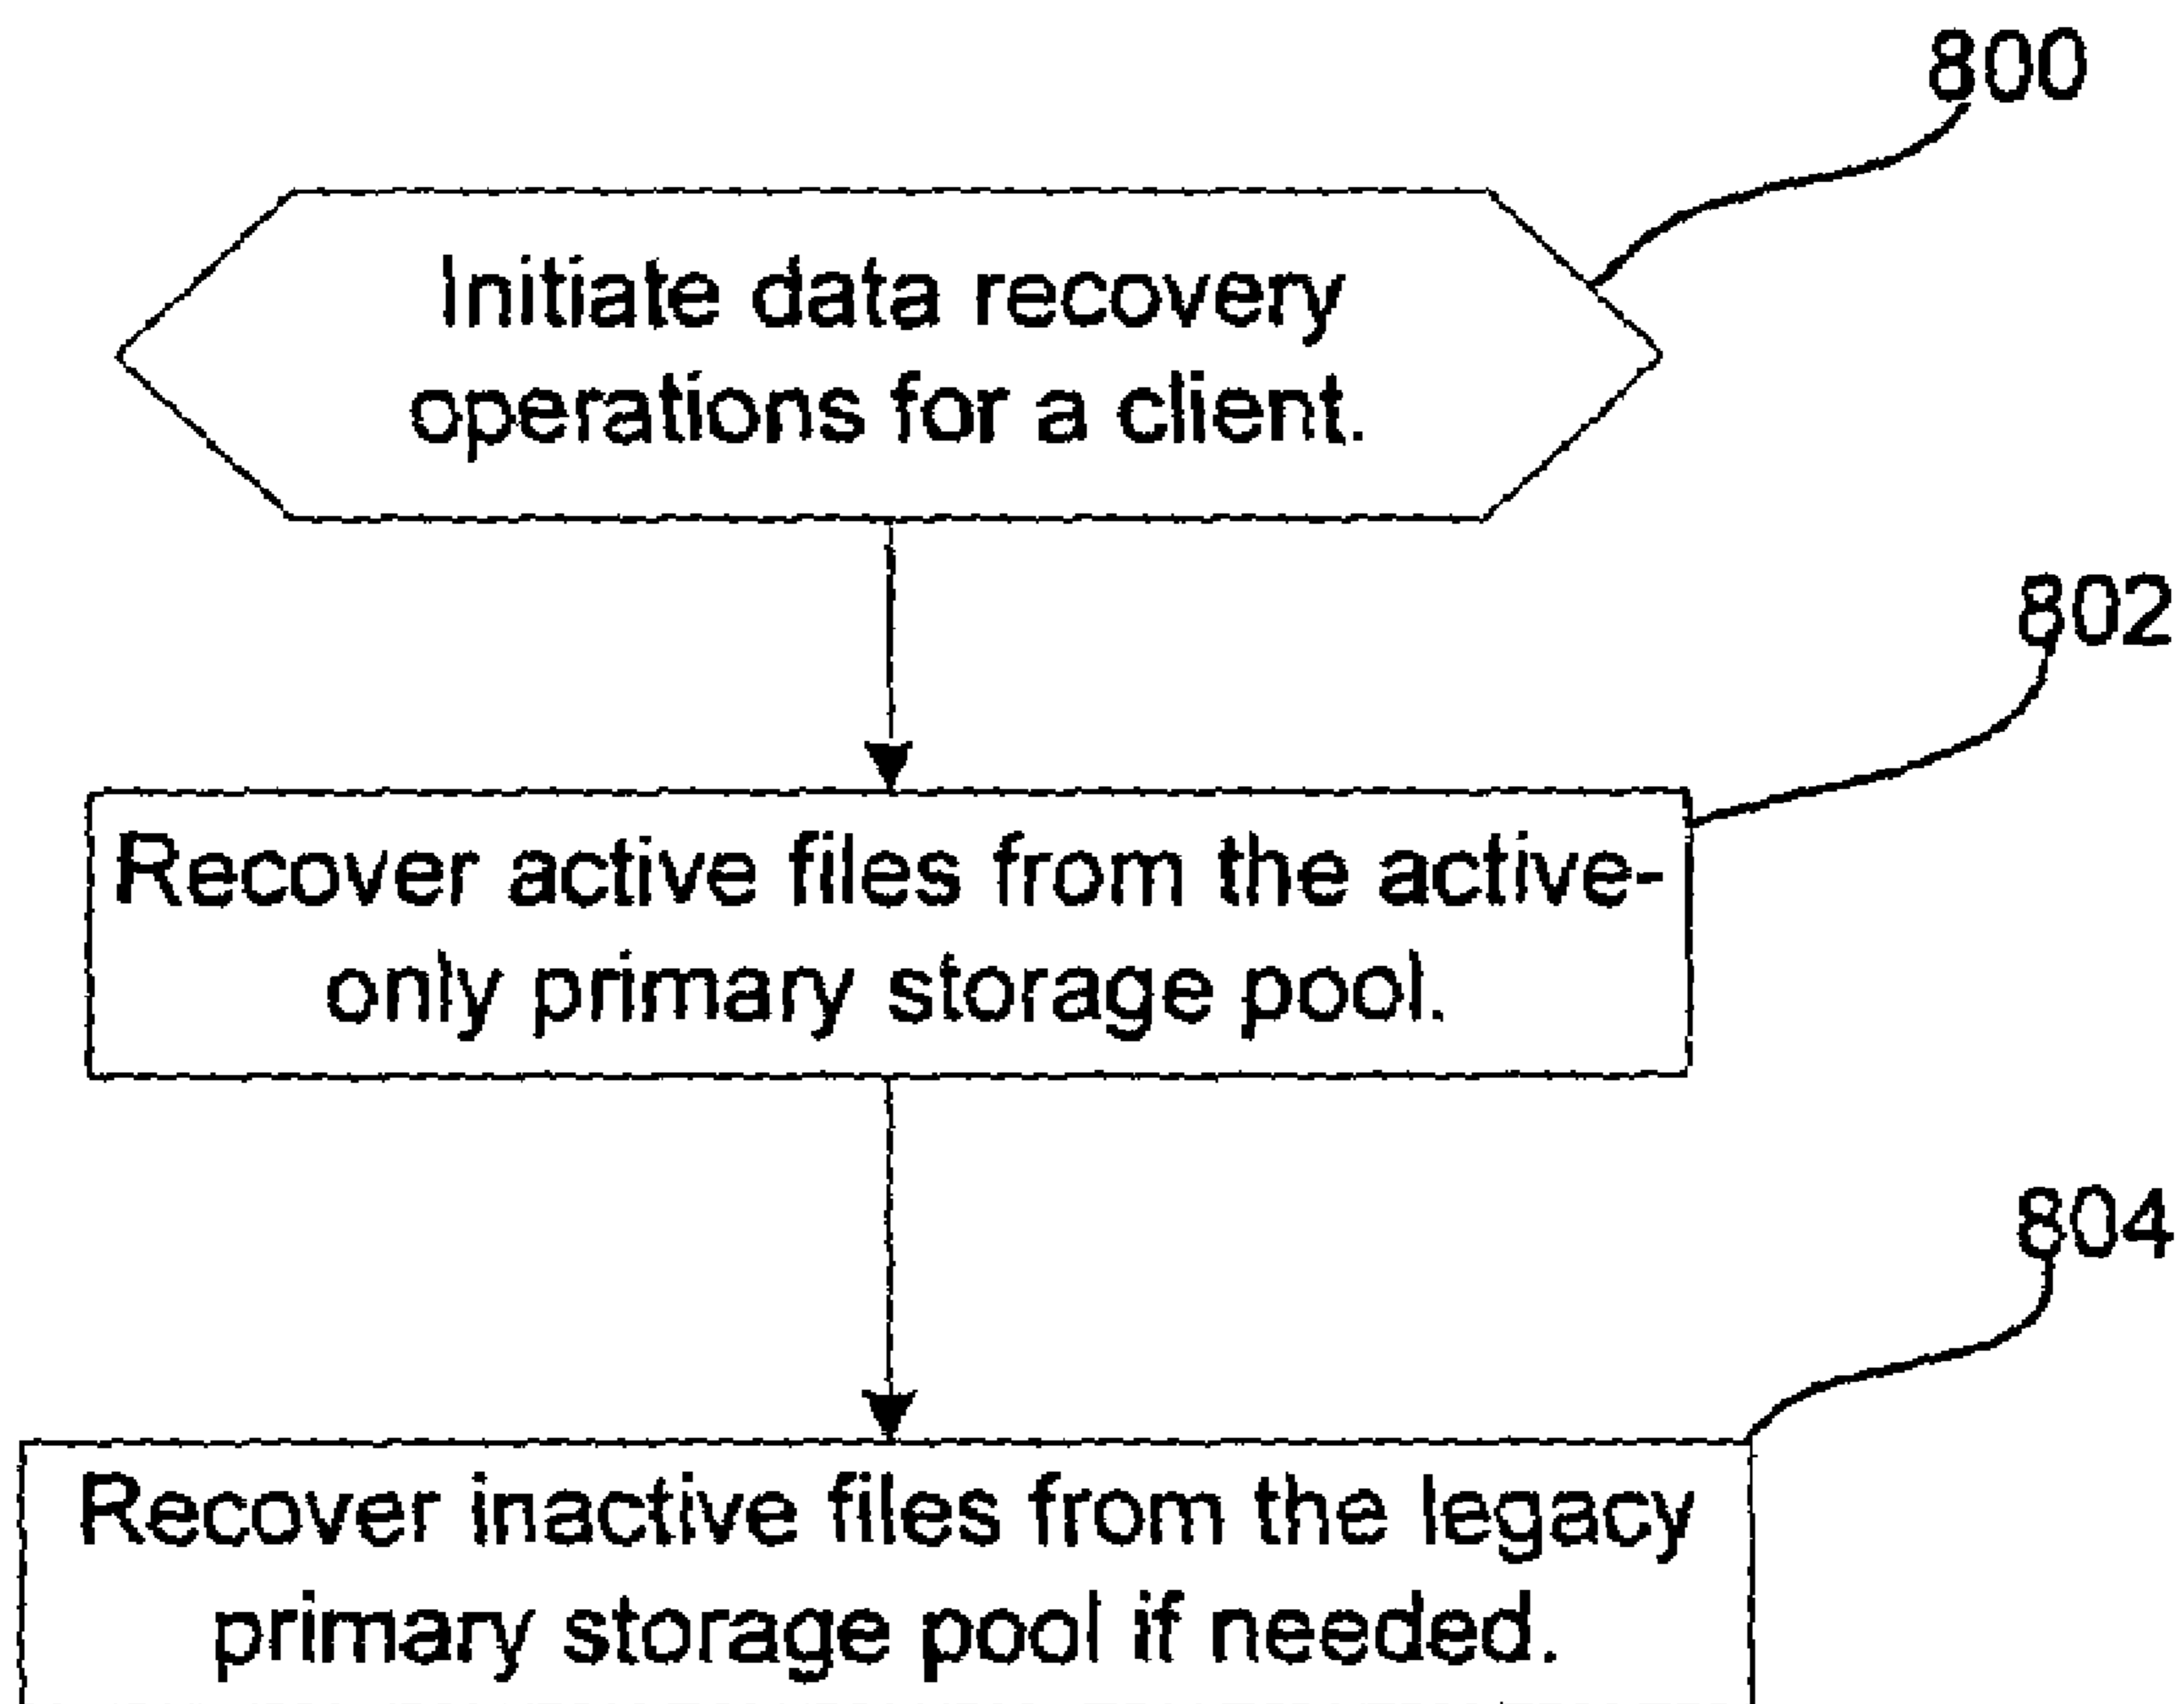 800
Initiate data recovery
operations for a client.
802
Recover active files from the active-
only primary storage pool.
804
Recover inactive files from the legacy
primary storage pool if needed.